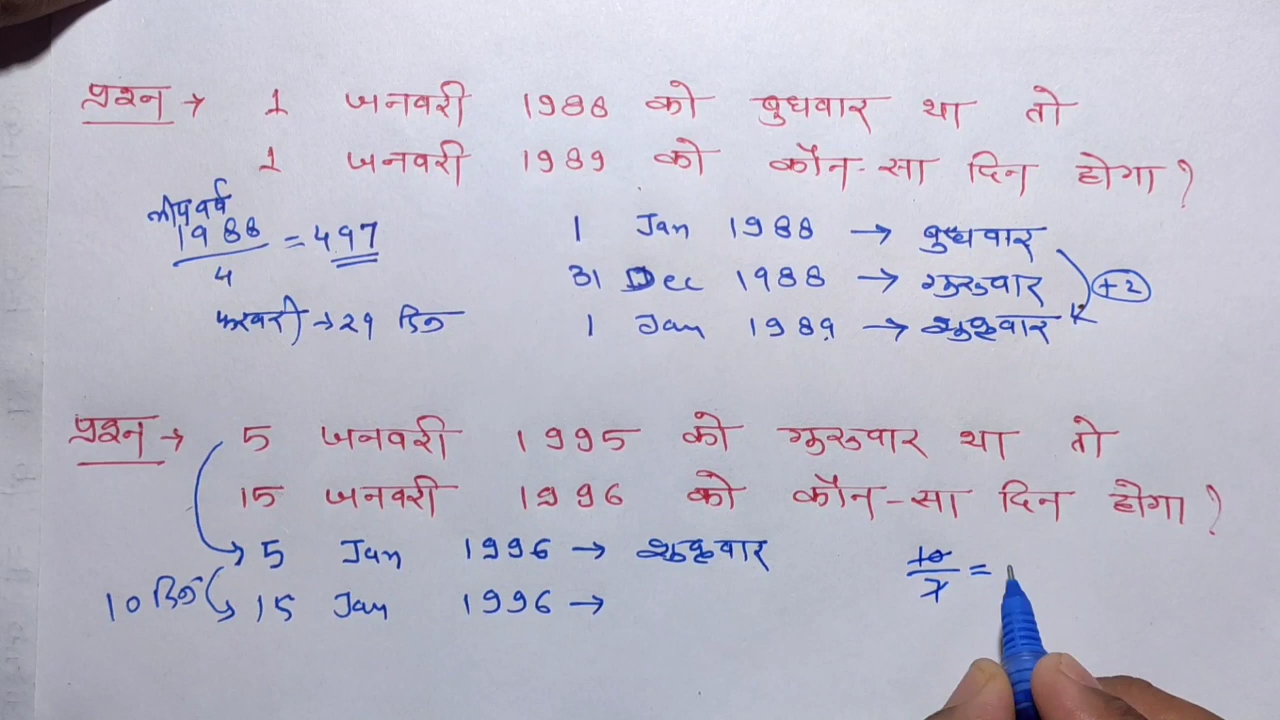 प्रश्न → 1 जनवरी 1988 को बुधवार था तो
1 जनवरी 1989 को कौन-सा दिन होगा?
लीपवर्ष
1988/4 = 497
फरवरी → 29 दिन
1 Jan 1988 → बुधवार
31 Dec 1988 → गुरुवार
+2
1 Jan 1989 → शुक्रवार
प्रश्न → 5 जनवरी 1995 को गुरुवार था तो
15 जनवरी 1996 को कौन-सा दिन होगा?
→ 5 Jan 1996 → शुक्रवार
10 दिन → 15 Jan 1996 →
10/7 =